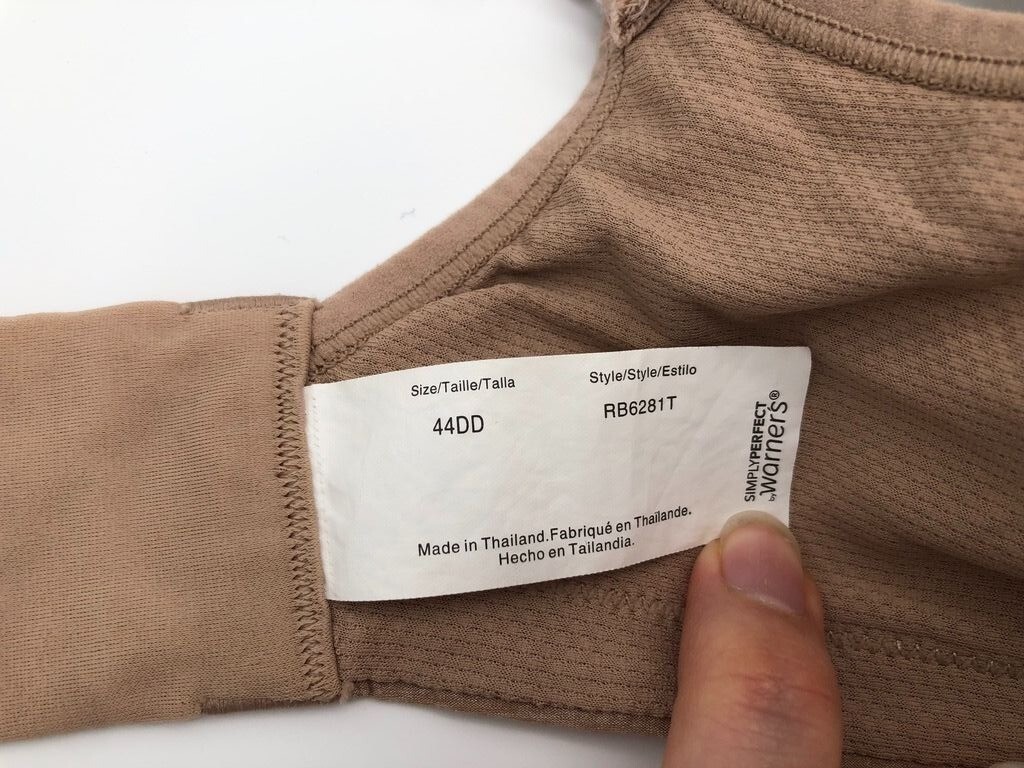 Size/Taille/Talla
44DD
Style/Style/Estilo
RB6281T
Made in Thailand.Fabriqué en Thaïlande.
Hecho en Tailandia.
SIMPLYPERFECT
by warners®